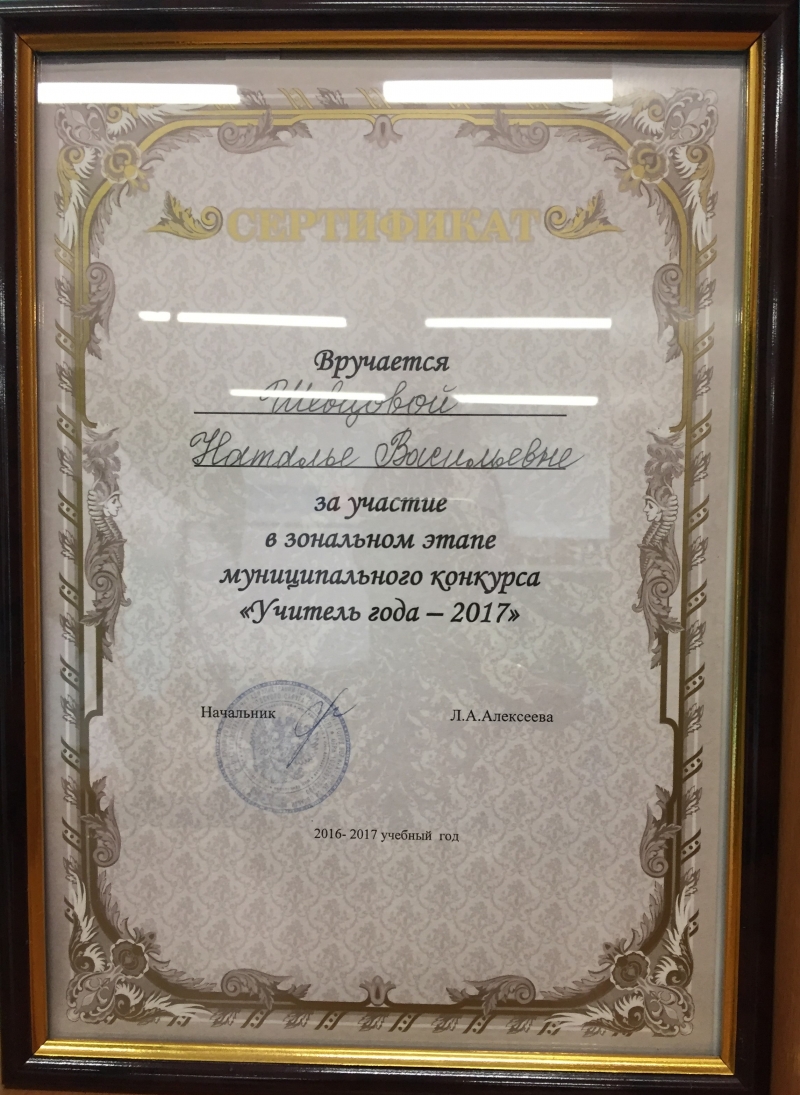 СЕРТИФИКАТ
Вручается
Шевцовой
Наталье Васильевне
за участие
в зональном этапе
муниципального конкурса
«Учитель года – 2017»
Начальник Л.А.Алексеева
2016- 2017 учебный год